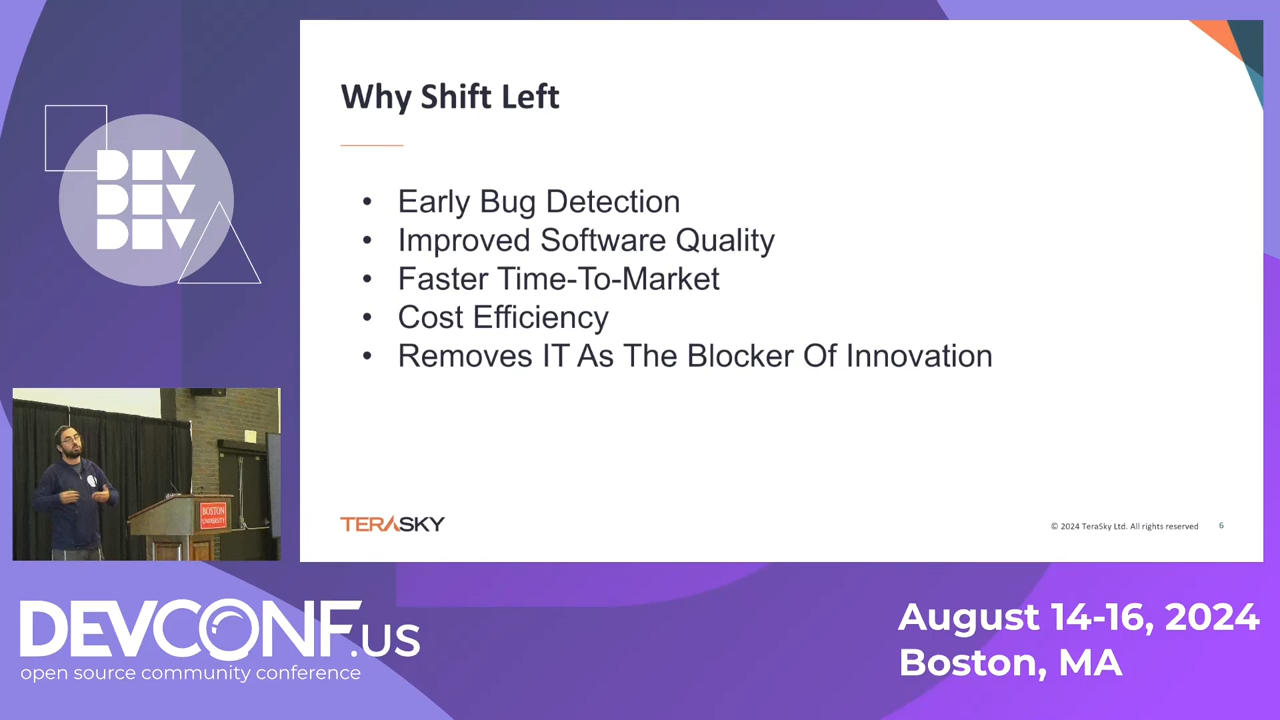 DEV
DEV
DEV
Why Shift Left
• Early Bug Detection
• Improved Software Quality
• Faster Time-To-Market
• Cost Efficiency
• Removes IT As The Blocker Of Innovation
TERASKY
© 2024 TeraSky Ltd. All rights reserved 6
BOSTON
UNIVERSITY
DEVCONF.US
open source community conference
August 14-16, 2024
Boston, MA